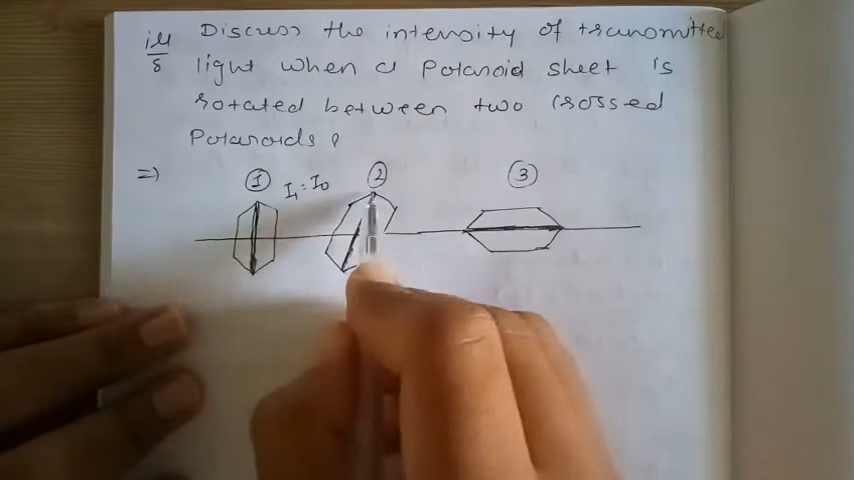 ill Discuss the intensity of transmitted
8 light when a Polaroid sheet is
rotated between two crossed
Polaroids ?
=>
① I₁ = I₀ ② ③